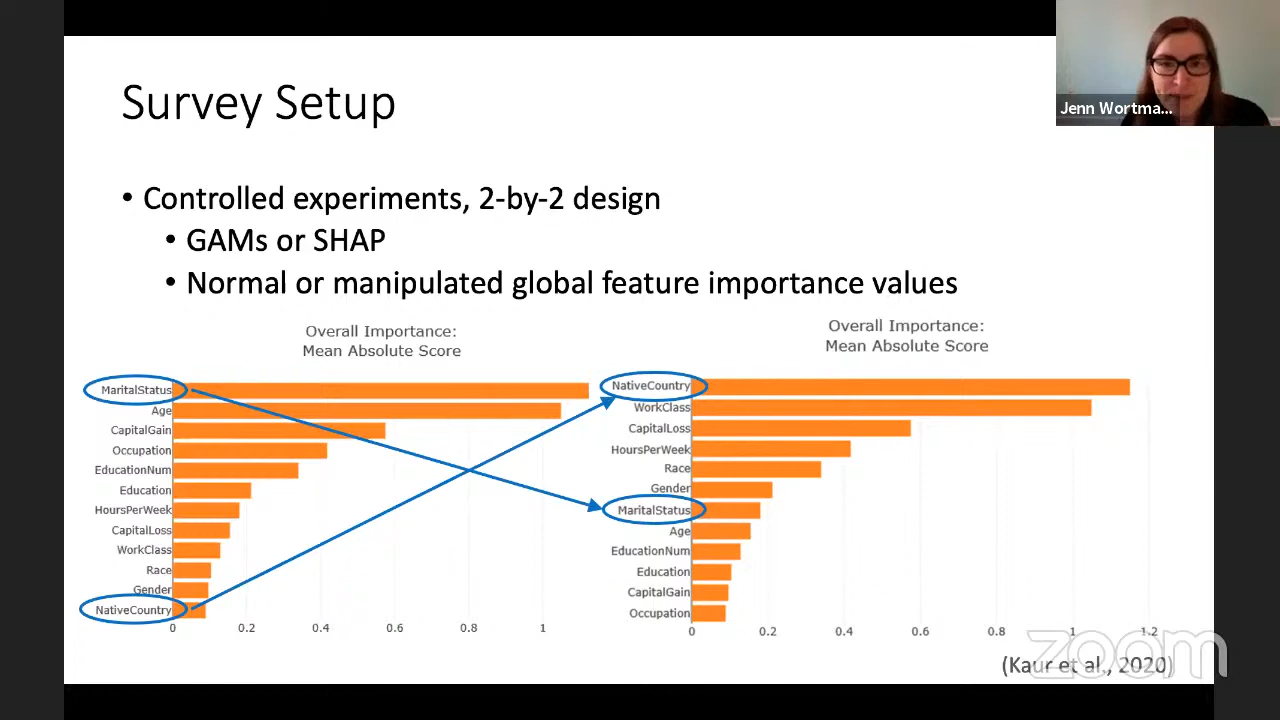 Survey Setup
Jenn Wortma...
• Controlled experiments, 2-by-2 design
• GAMs or SHAP
• Normal or manipulated global feature importance values
Overall Importance:
Mean Absolute Score
MaritalStatus
Age
CapitalGain
Occupation
EducationNum
Education
HoursPerWeek
CapitalLoss
WorkClass
Race
Gender
NativeCountry
0 0.2 0.4 0.6 0.8 1
Overall Importance:
Mean Absolute Score
NativeCountry
WorkClass
CapitalLoss
HoursPerWeek
Race
Gender
MaritalStatus
Age
EducationNum
Education
CapitalGain
Occupation
0 0.2 0.4 0.6 0.8 1 1.2
(Kaur et al., 2020)
zoom